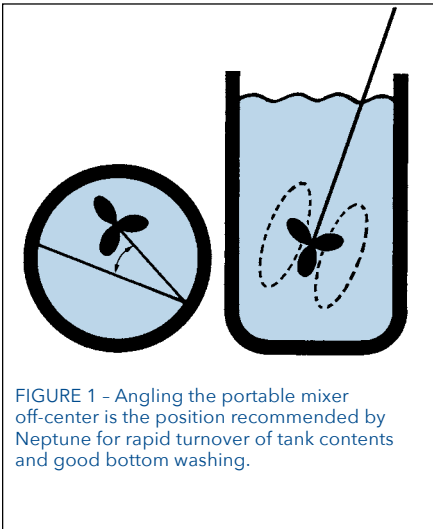 FIGURE 1 – Angling the portable mixer
off-center is the position recommended by
Neptune for rapid turnover of tank contents
and good bottom washing.